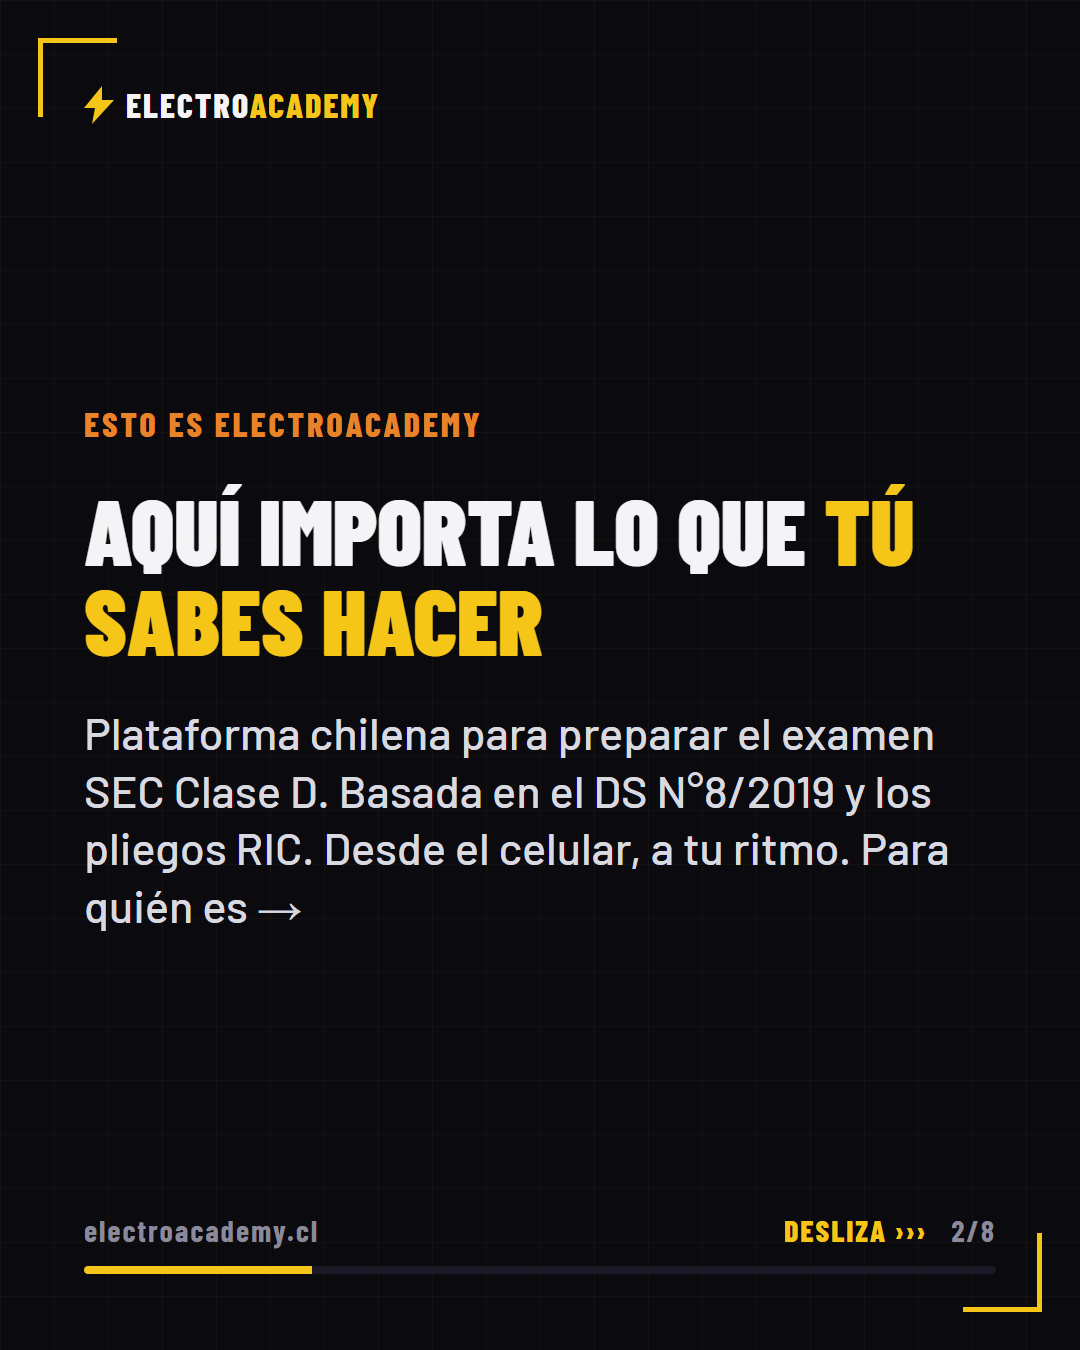 ELECTROACADEMY
ESTO ES ELECTROACADEMY
AQUÍ IMPORTA LO QUE TÚ
SABES HACER
Plataforma chilena para preparar el examen
SEC Clase D. Basada en el DS N°8/2019 y los
pliegos RIC. Desde el celular, a tu ritmo. Para
quién es →
electroacademy.cl
DESLIZA ››› 2/8